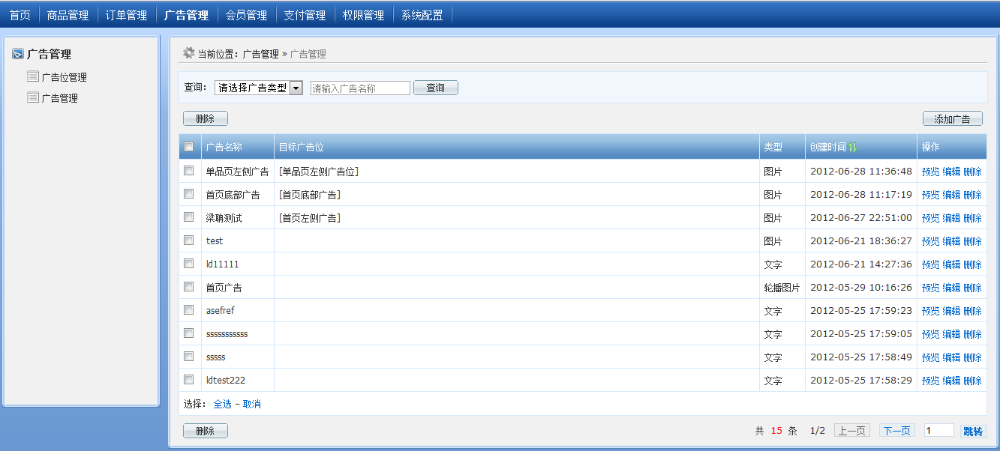 首页 商品管理 订单管理 广告管理 会员管理 支付管理 权限管理 系统配置
广告管理
广告位管理
广告管理
当前位置：广告管理 » 广告管理
查询： 请选择广告类型 请输入广告名称 查询
删除 添加广告
广告名称 目标广告位 类型 创建时间 操作
单品页左侧广告 [单品页左侧广告位] 图片 2012-06-28 11:36:48 预览 编辑 删除
首页底部广告 [首页底部广告] 图片 2012-06-28 11:17:19 预览 编辑 删除
梁聃测试 [首页左侧广告] 图片 2012-06-27 22:51:00 预览 编辑 删除
test 图片 2012-06-21 18:36:27 预览 编辑 删除
ld11111 文字 2012-06-21 14:27:36 预览 编辑 删除
首页广告 轮播图片 2012-05-29 10:16:26 预览 编辑 删除
asefref 文字 2012-05-25 17:59:23 预览 编辑 删除
sssssssssss 文字 2012-05-25 17:59:05 预览 编辑 删除
sssss 文字 2012-05-25 17:58:49 预览 编辑 删除
ldtest222 文字 2012-05-25 17:58:29 预览 编辑 删除
选择： 全选 - 取消
删除 共 15 条 1/2 上一页 下一页 1 跳转